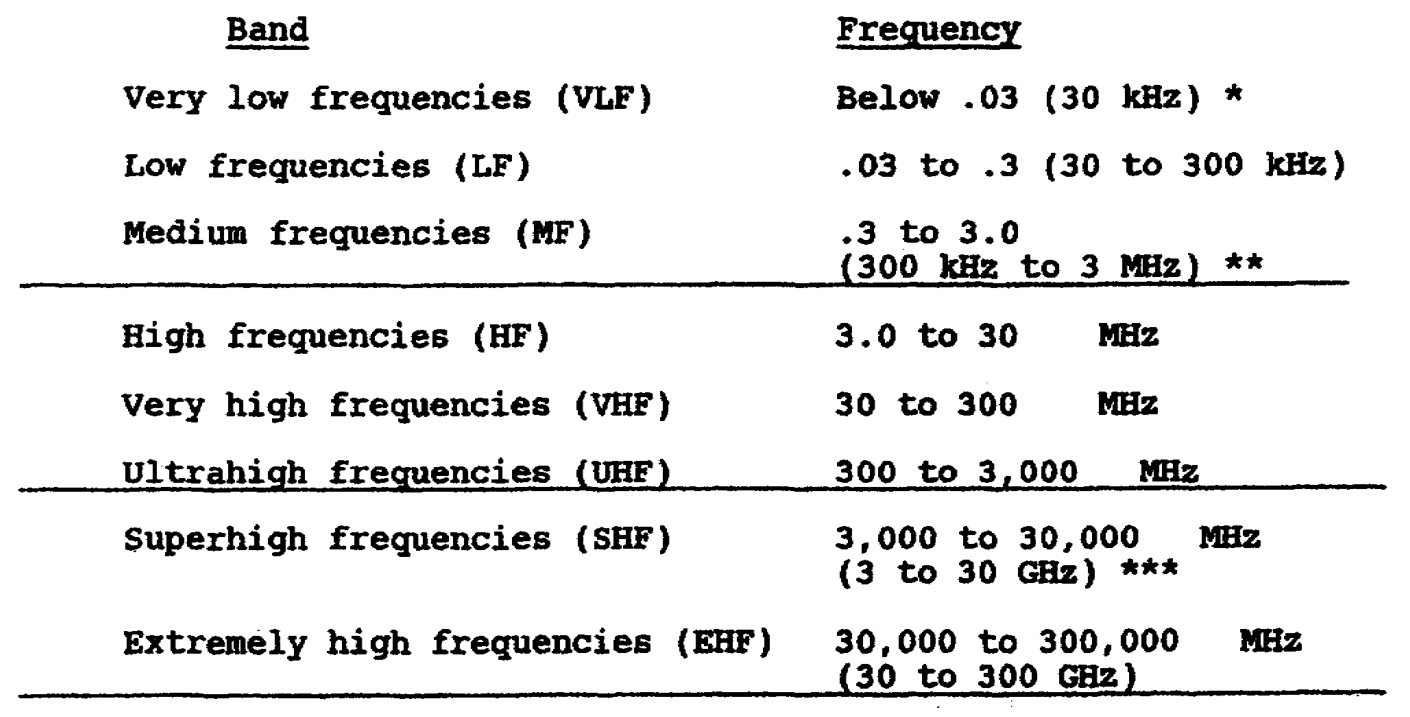 Band Frequency
Very low frequencies (VLF) Below .03 (30 kHz) *
Low frequencies (LF) .03 to .3 (30 to 300 kHz)
Medium frequencies (MF) .3 to 3.0
(300 kHz to 3 MHz) **
High frequencies (HF) 3.0 to 30 MHz
Very high frequencies (VHF) 30 to 300 MHz
Ultrahigh frequencies (UHF) 300 to 3,000 MHz
Superhigh frequencies (SHF) 3,000 to 30,000 MHz
(3 to 30 GHz) ***
Extremely high frequencies (EHF) 30,000 to 300,000 MHz
(30 to 300 GHz)